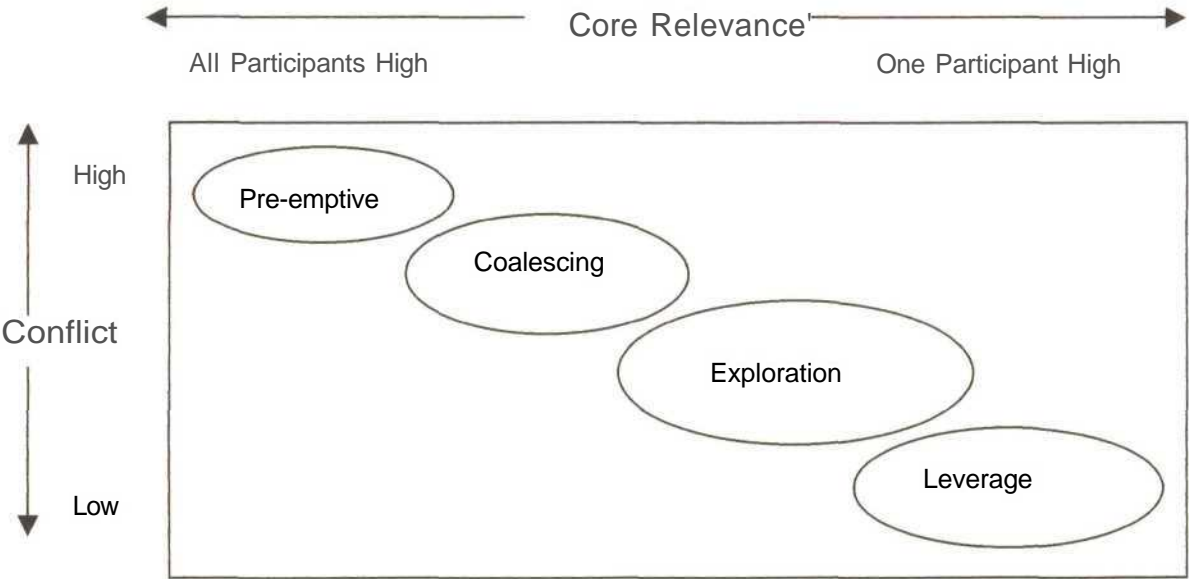 Core Relevance'
All Participants High
One Participant High
High
Pre-emptive
Coalescing
Conflict
Exploration
Leverage
Low